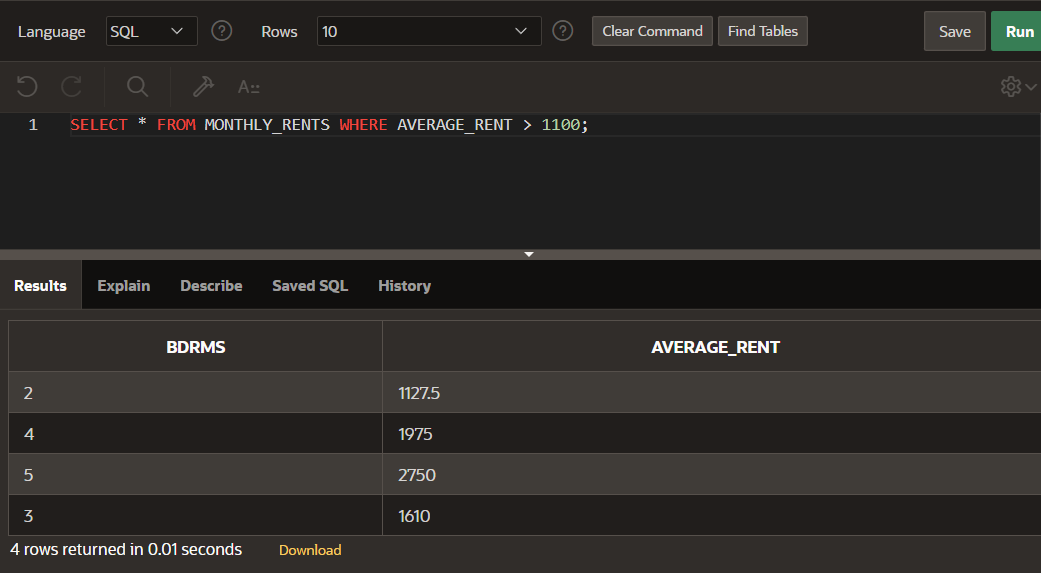 Language SQL ? Rows 10 ? Clear Command Find Tables Save Run
A
1 SELECT * FROM MONTHLY_RENTS WHERE AVERAGE_RENT > 1100;
Results Explain Describe Saved SQL History
BDRMS AVERAGE_RENT
2 1127.5
4 1975
5 2750
3 1610
4 rows returned in 0.01 seconds Download